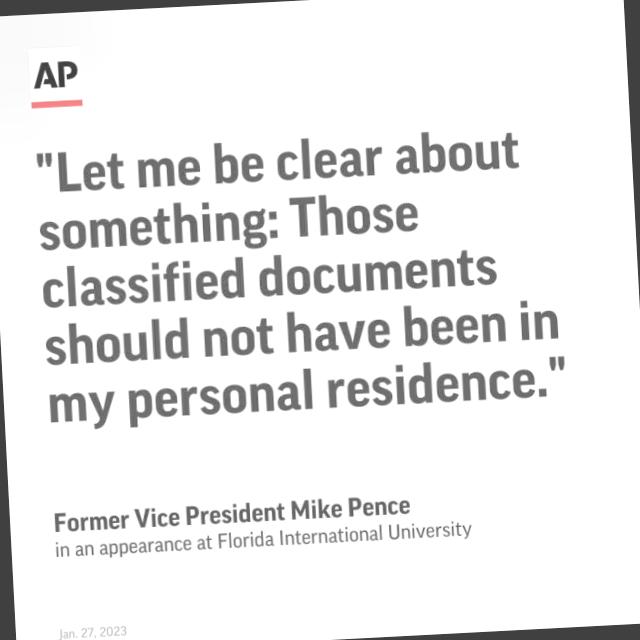 AP
"Let me be clear about
something: Those
classified documents
should not have been in
my personal residence."
Former Vice President Mike Pence
in an appearance at Florida International University
Jan. 27, 2023